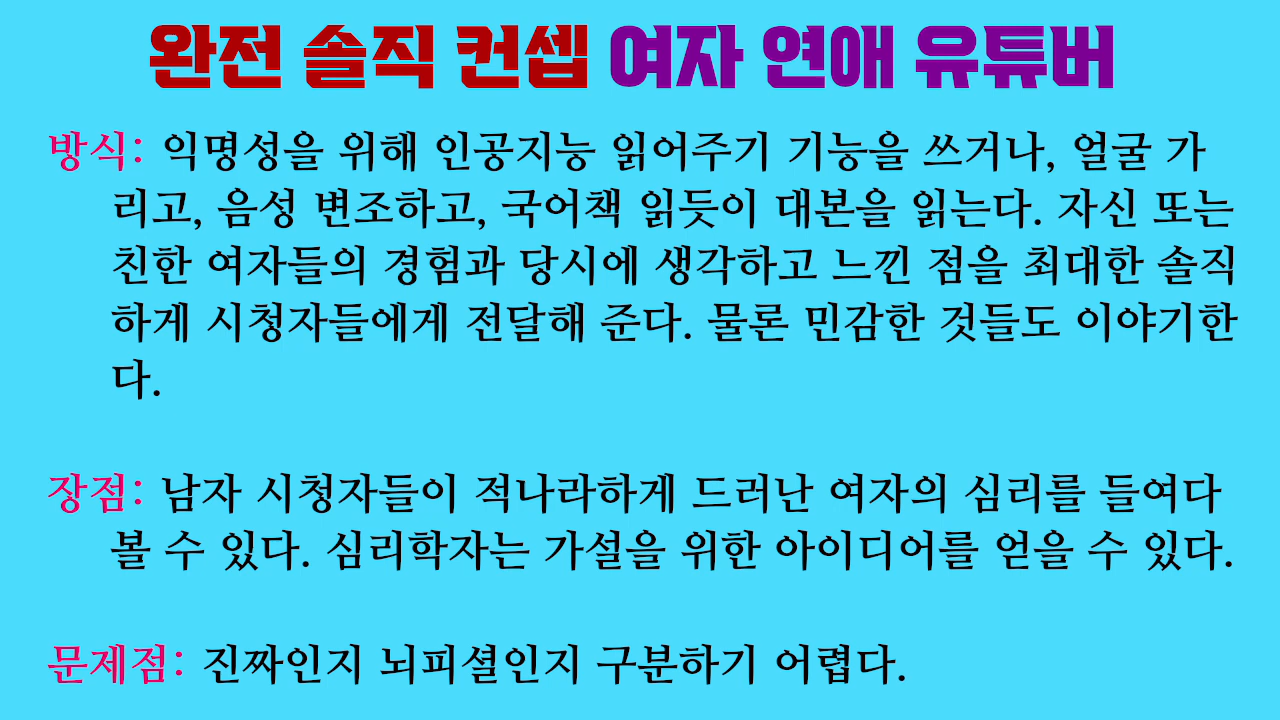 완전 솔직 컨셉 여자 연애 유튜버
방식: 익명성을 위해 인공지능 읽어주기 기능을 쓰거나, 얼굴 가
리고, 음성 변조하고, 국어책 읽듯이 대본을 읽는다. 자신 또는
친한 여자들의 경험과 당시에 생각하고 느낀 점을 최대한 솔직
하게 시청자들에게 전달해 준다. 물론 민감한 것들도 이야기한
다.
장점: 남자 시청자들이 적나라하게 드러난 여자의 심리를 들여다
볼 수 있다. 심리학자는 가설을 위한 아이디어를 얻을 수 있다.
문제점: 진짜인지 뇌피셜인지 구분하기 어렵다.